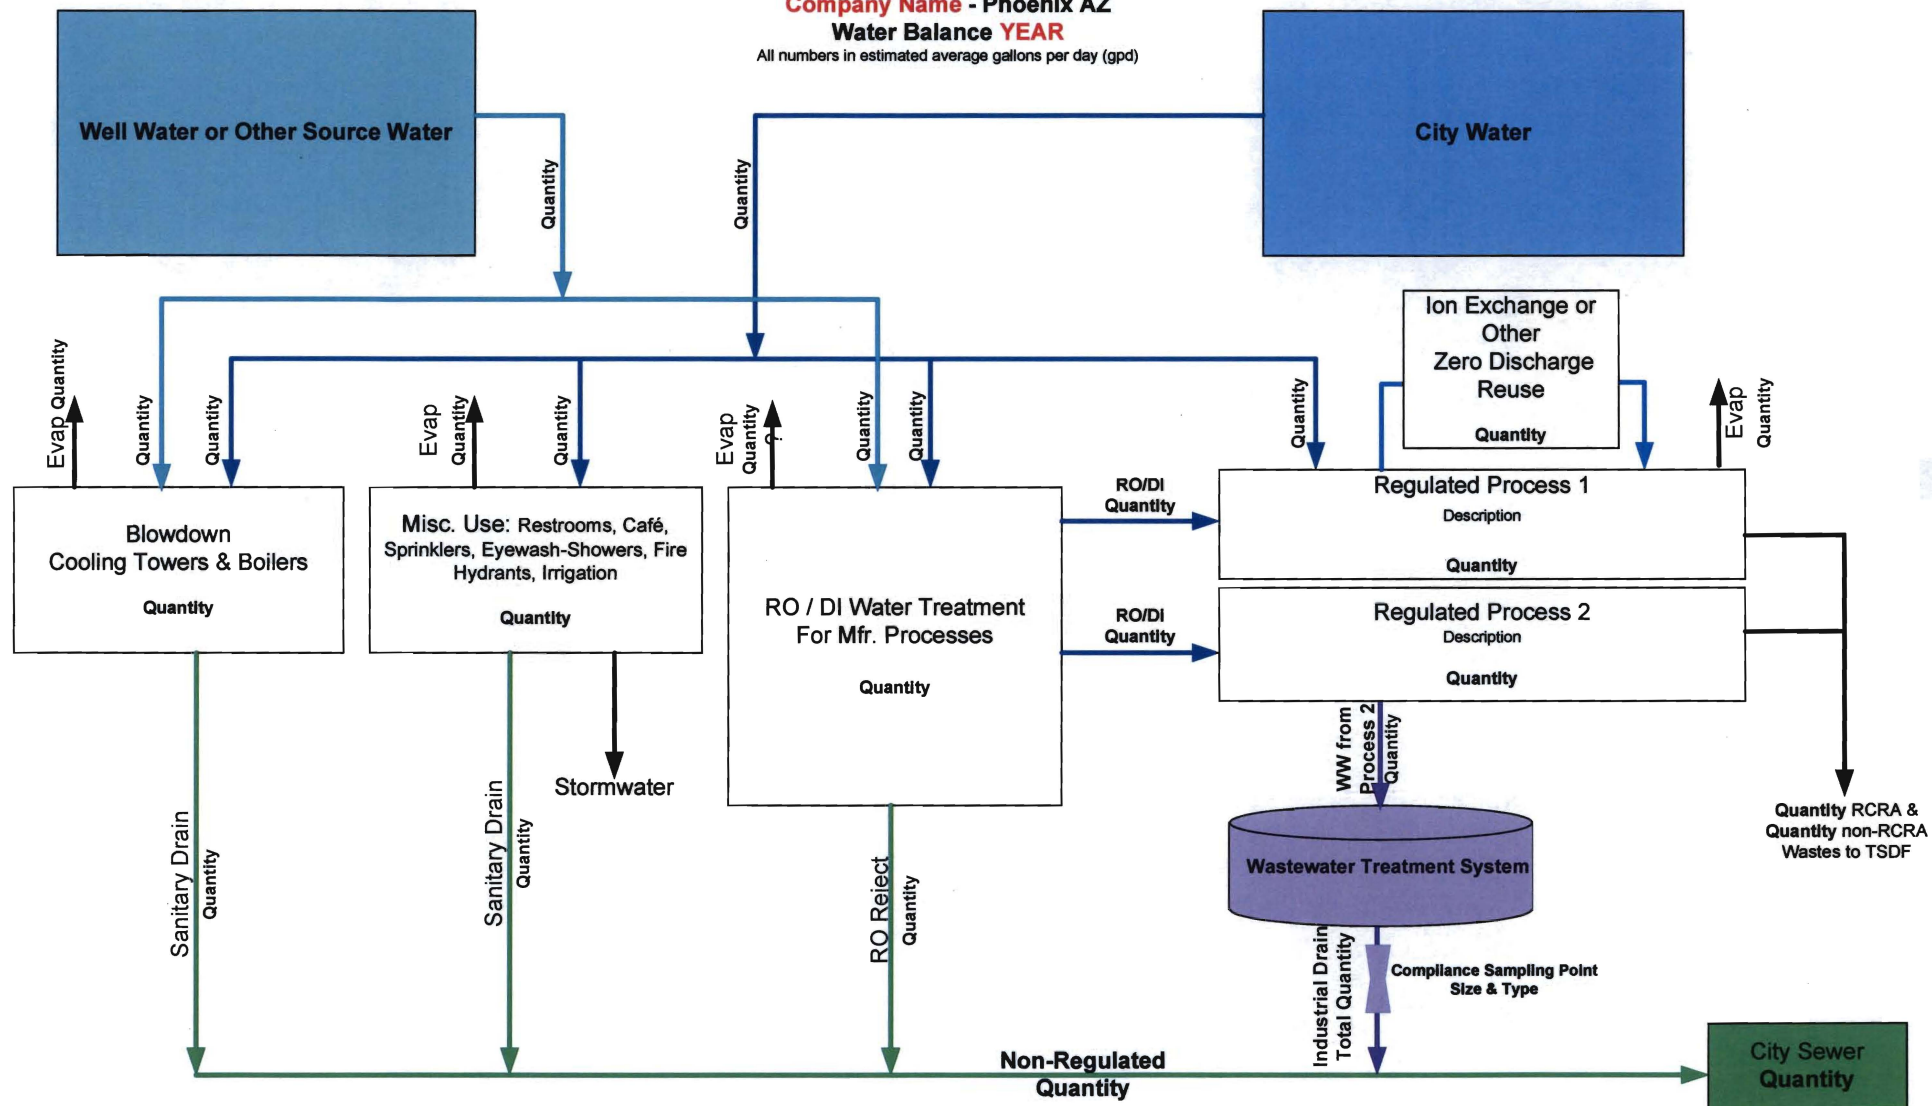 Company Name - Phoenix AZ
Water Balance YEAR
All numbers in estimated average gallons per day (gpd)
Well Water or Other Source Water
City Water
Quantity
Quantity
Ion Exchange or
Other
Zero Discharge
Reuse
Quantity
Evap Quantity
Quantity
Quantity
Evap
Quantity
Quantity
Evap
Quantity
?
Quantity
Quantity
Quantity
Evap
Quantity
Blowdown
Cooling Towers & Boilers
Quantity
Misc. Use: Restrooms, Café,
Sprinklers, Eyewash-Showers, Fire
Hydrants, Irrigation
Quantity
RO / DI Water Treatment
For Mfr. Processes
Quantity
RO/DI
Quantity
RO/DI
Quantity
Regulated Process 1
Description
Quantity
Regulated Process 2
Description
Quantity
WW from
Process 2
Quantity
Stormwater
Quantity RCRA &
Quantity non-RCRA
Wastes to TSDF
Wastewater Treatment System
Sanitary Drain
Quantity
Sanitary Drain
Quantity
RO Reject
Quantity
Industrial Drain
Total Quantity
Compliance Sampling Point
Size & Type
Non-Regulated
Quantity
City Sewer
Quantity